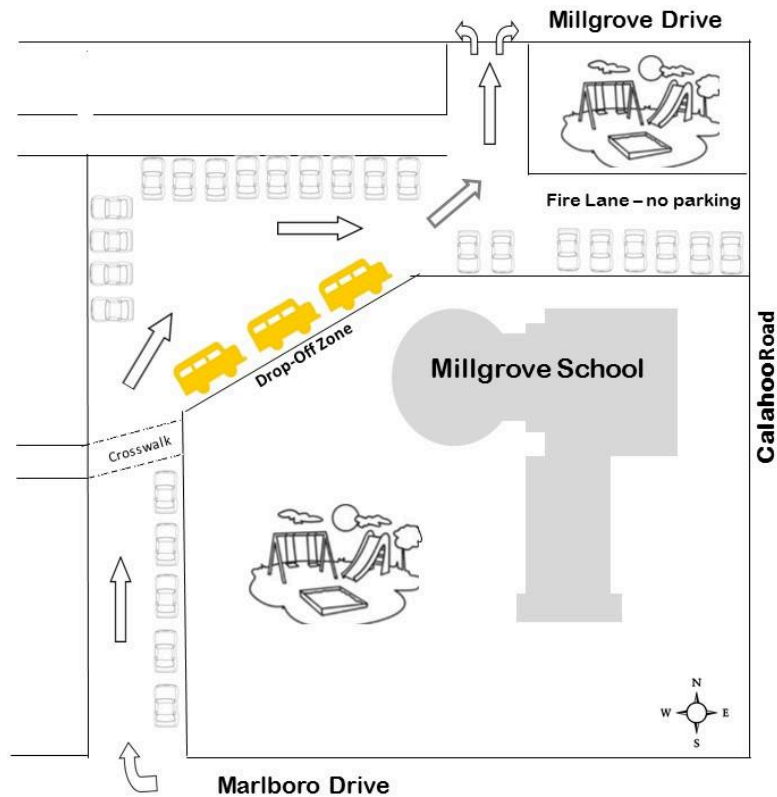 Millgrove Drive
Fire Lane – no parking
Drop-Off Zone
Millgrove School
Calahoo Road
Crosswalk
N
W E
S
Marlboro Drive